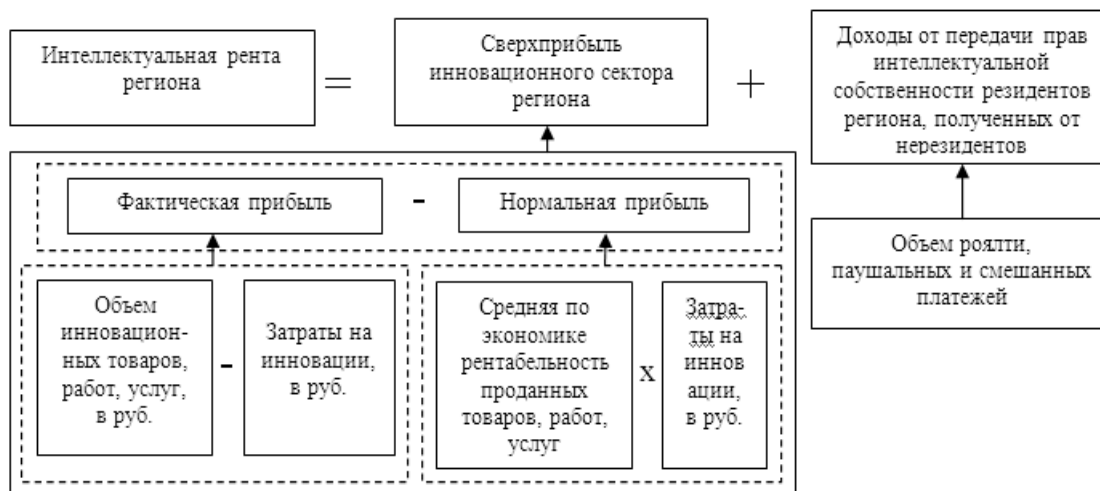 Интеллектуальная рента
региона
=
Сверхприбыль
инновационного сектора
региона
+
Доходы от передачи прав
интеллектуальной
собственности резидентов
региона, полученных от
нерезидентов
Фактическая прибыль
-
Нормальная прибыль
Объем роялти,
паушальных и смешанных
платежей
Объем
инновацион-
ных товаров,
работ, услуг,
в руб.
-
Затраты на
инновации,
в руб.
Средняя по
экономике
рентабельность
проданных
товаров, работ,
услуг
х
Затра-
ты на
иннов
ации,
в руб.